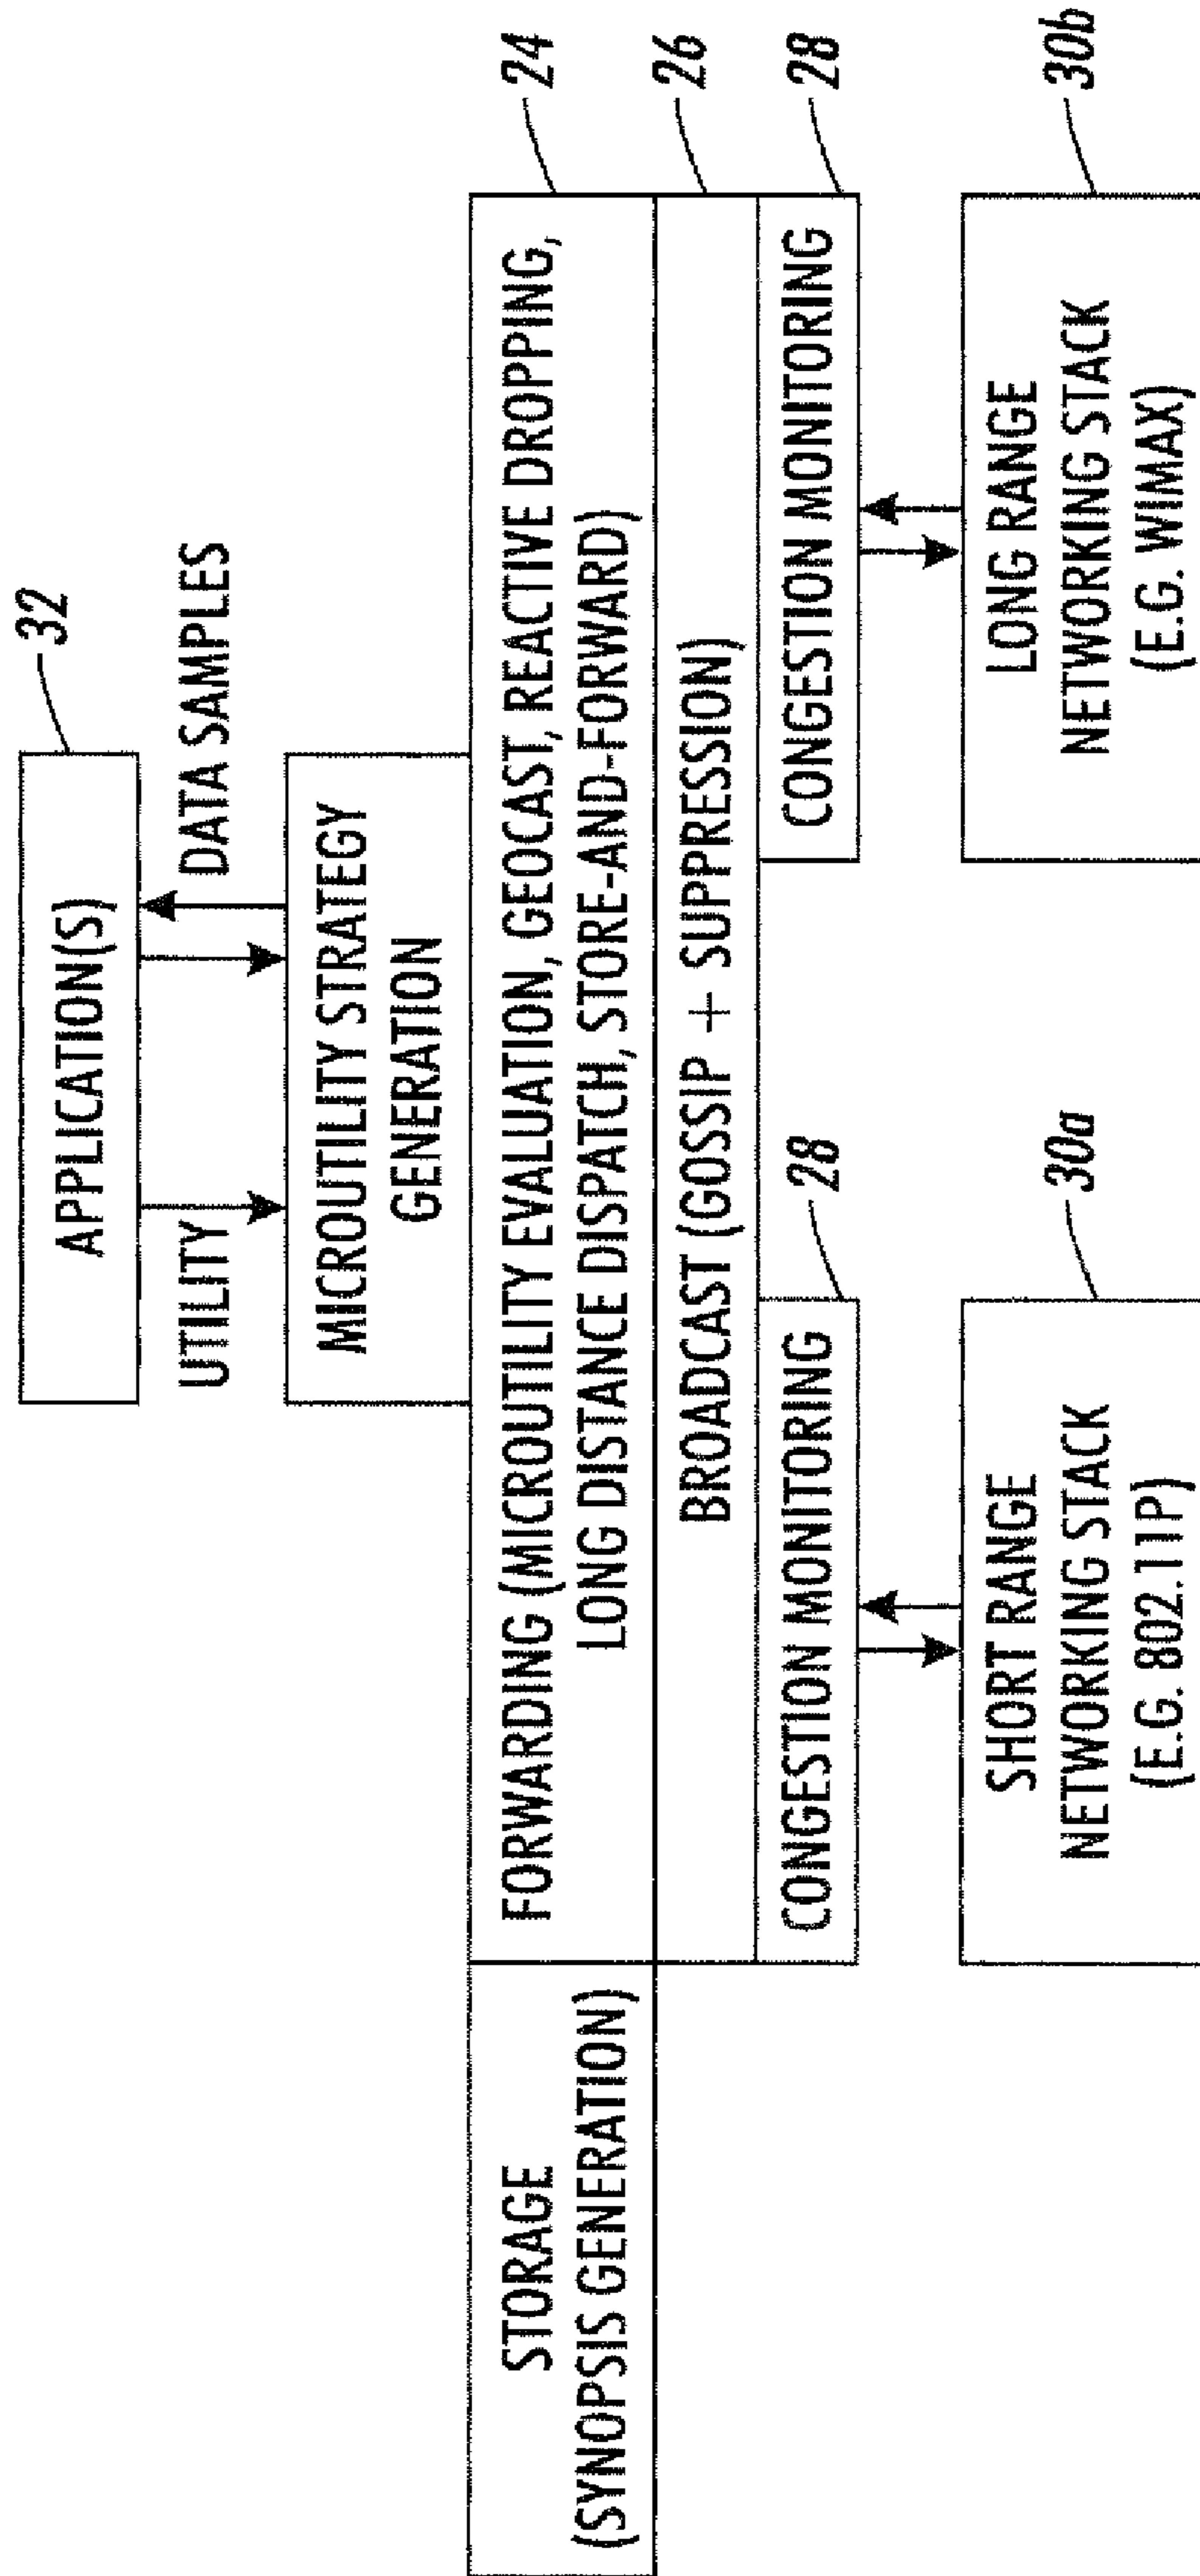 32
APPLICATION(S)
UTILITY
DATA SAMPLES
MICROUTILITY STRATEGY
GENERATION
STORAGE
(SYNOPSIS GENERATION)
FORWARDING (MICROUTILITY EVALUATION, GEOCAST, REACTIVE DROPPING,
LONG DISTANCE DISPATCH, STORE-AND-FORWARD)
24
BROADCAST (GOSSIP + SUPPRESSION)
26
CONGESTION MONITORING
28
CONGESTION MONITORING
28
SHORT RANGE
NETWORKING STACK
(E.G. 802.11P)
30a
LONG RANGE
NETWORKING STACK
(E.G. WIMAX)
30b